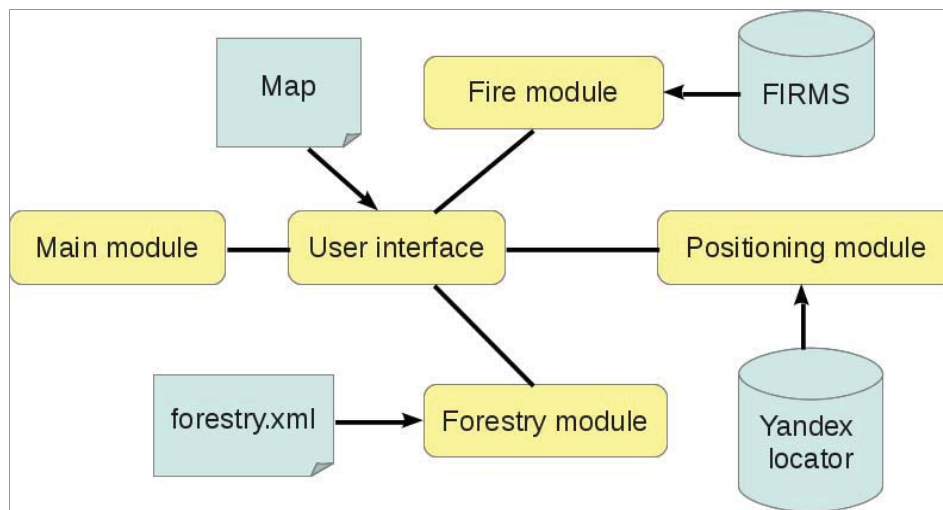 Map
Fire module
FIRMS
Main module
User interface
Positioning module
forestry.xml
Forestry module
Yandex
locator